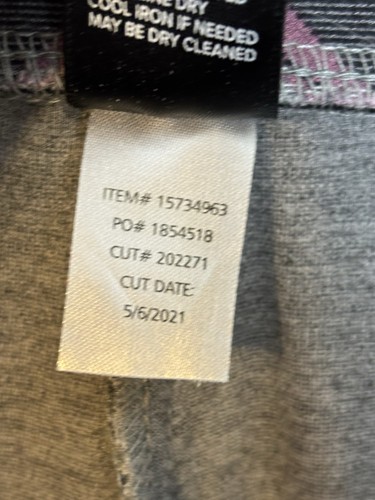 DRY
COOL IRON IF NEEDED
MAY BE DRY CLEANED
ITEM# 15734963
PO# 1854518
CUT# 202271
CUT DATE:
5/6/2021